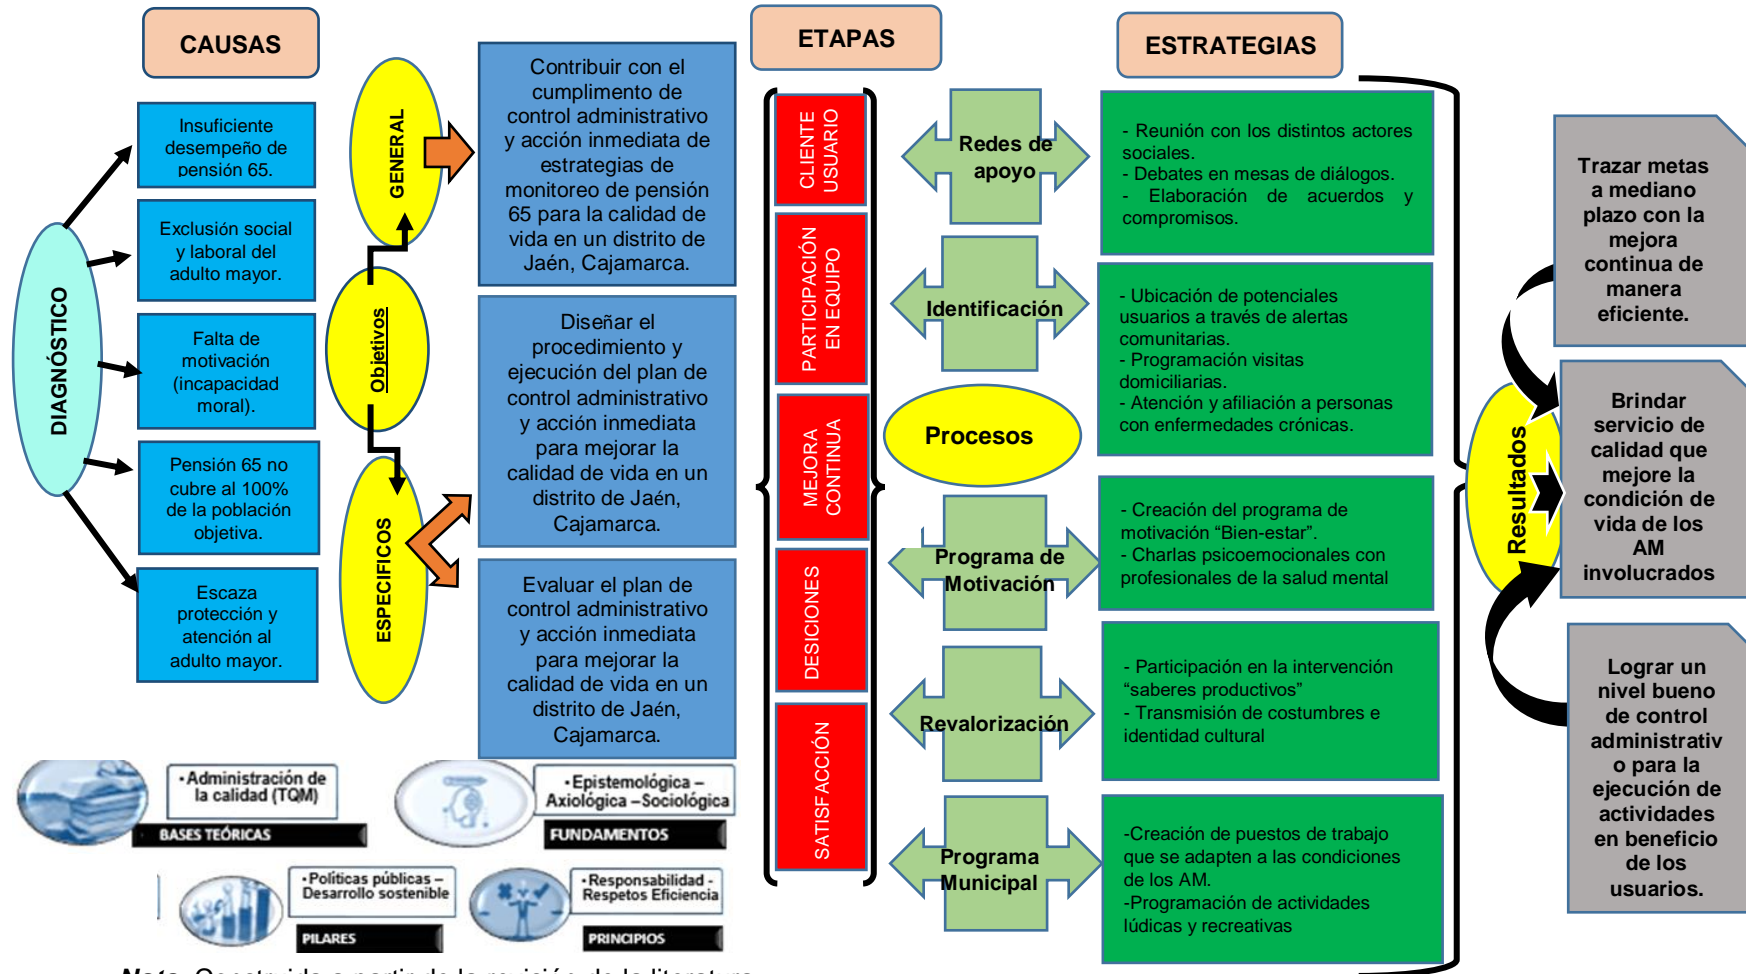 CAUSAS
DIAGNÓSTICO
Insuficiente
desempeño de
pensión 65.
Exclusión social
y laboral del
adulto mayor.
Falta de
motivación
(incapacidad
moral).
Pensión 65 no
cubre al 100%
de la población
objetiva.
Escaza
protección y
atención al
adulto mayor.
Objetivos
GENERAL
Contribuir con el
cumplimento de
control administrativo
y acción inmediata de
estrategias de
monitoreo de pensión
65 para la calidad de
vida en un distrito de
Jaén, Cajamarca.
ESPECIFICOS
Diseñar el
procedimiento y
ejecución del plan de
control administrativo
y acción inmediata
para mejorar la
calidad de vida en un
distrito de Jaén,
Cajamarca.
Evaluar el plan de
control administrativo
y acción inmediata
para mejorar la
calidad de vida en un
distrito de Jaén,
Cajamarca.
ETAPAS
CLIENTE
USUARIO
PARTICIPACIÓN
EN EQUIPO
MEJORA
CONTINUA
DESICIONES
SATISFACCIÓN
Redes de
apoyo
Identificación
Procesos
Programa de
Motivación
Revalorización
Programa
Municipal
ESTRATEGIAS
- Reunión con los distintos actores
sociales.
- Debates en mesas de diálogos.
- Elaboración de acuerdos y
compromisos.
- Ubicación de potenciales
usuarios a través de alertas
comunitarias.
- Programación visitas
domiciliarias.
- Atención y afiliación a personas
con enfermedades crónicas.
- Creación del programa de
motivación “Bien-estar”.
- Charlas psicoemocionales con
profesionales de la salud mental
- Participación en la intervención
“saberes productivos”
- Transmisión de costumbres e
identidad cultural
-Creación de puestos de trabajo
que se adapten a las condiciones
de los AM.
-Programación de actividades
lúdicas y recreativas
Resultados
Trazar metas
a mediano
plazo con la
mejora
continua de
manera
eficiente.
Brindar
servicio de
calidad que
mejore la
condición de
vida de los
AM
involucrados
Lograr un
nivel bueno
de control
administrativ
o para la
ejecución de
actividades
en beneficio
de los
usuarios.
•Administración de
la calidad (TQM)
BASES TEÓRICAS
•Epistemológica –
Axiológica –Sociológica
FUNDAMENTOS
•Políticas públicas –
Desarrollo sostenible
PILARES
•Responsabilidad -
Respetos Eficiencia
PRINCIPIOS
Nota. Construido a partir de la revisión de la literatura